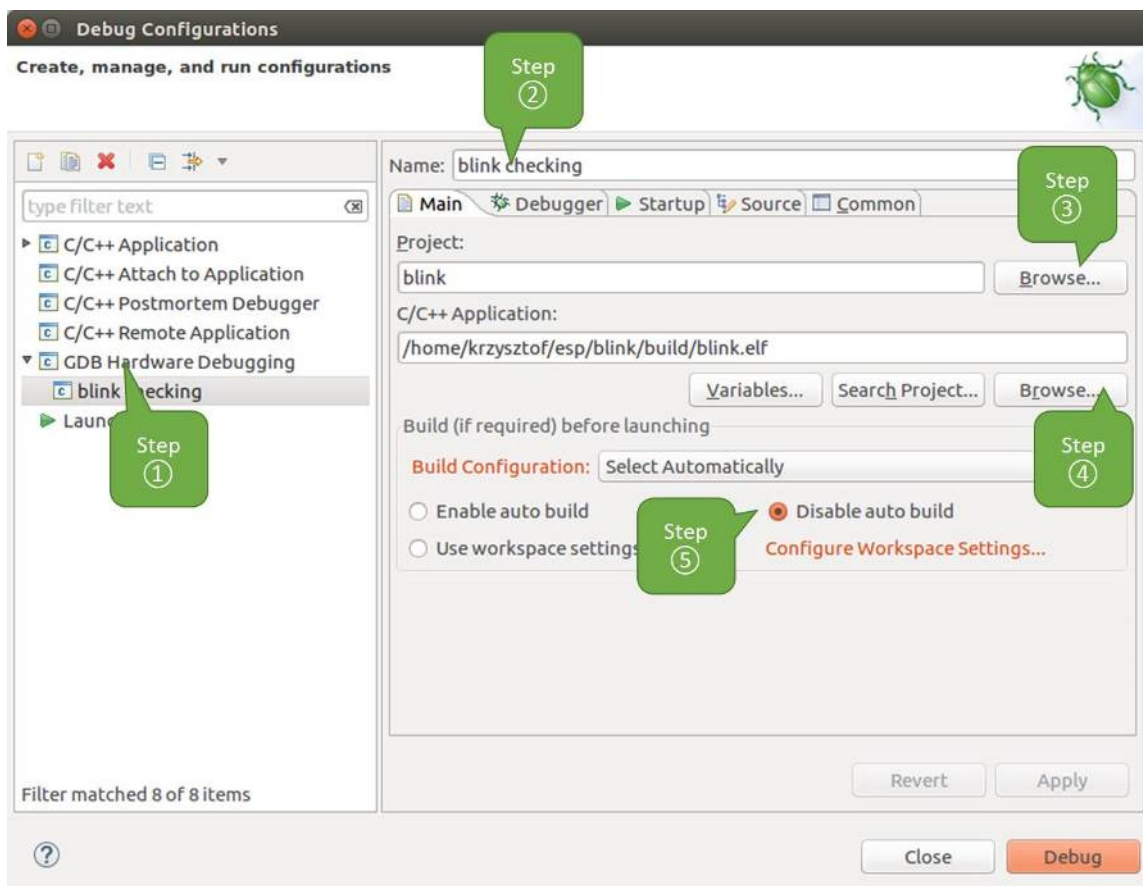 Debug Configurations
Create, manage, and run configurations
Step
②
type filter text
C/C++ Application
C/C++ Attach to Application
C/C++ Postmortem Debugger
C/C++ Remote Application
GDB Hardware Debugging
blink checking
Launc
Step
①
Filter matched 8 of 8 items
Name: blink checking
Step
③
Main
Debugger
Startup
Source
Common
Project:
blink
Browse...
C/C++ Application:
/home/krzysztof/esp/blink/build/blink.elf
Variables...
Search Project...
Browse...
Step
④
Build (if required) before launching
Build Configuration: Select Automatically
Enable auto build
Disable auto build
Step
⑤
Use workspace settings
Configure Workspace Settings...
Revert
Apply
Close
Debug